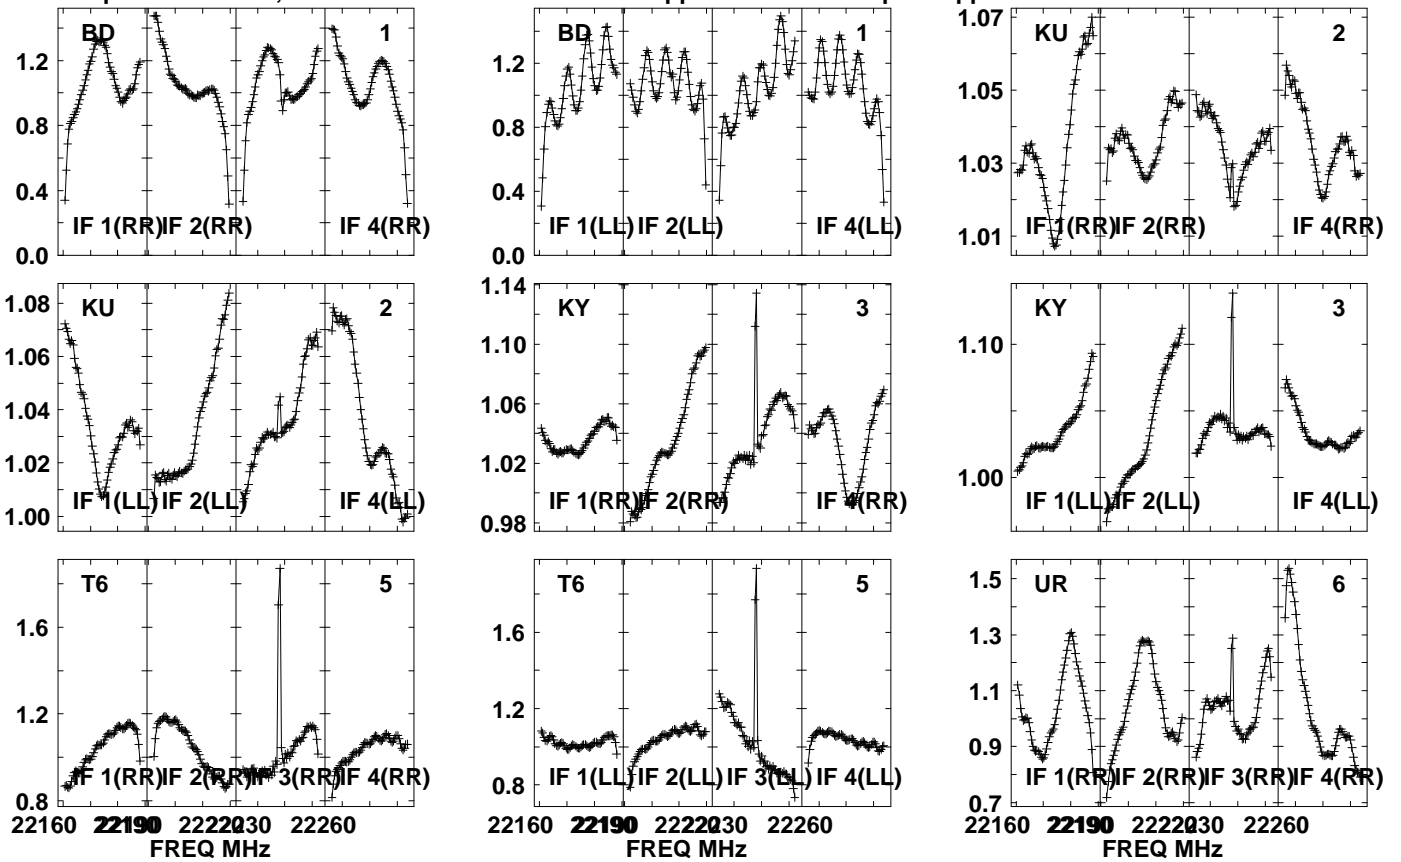 BD 1 BD 1 KU 2
1.2 1.2 1.07
0.8 0.8 1.05
0.4 0.4 1.03
0.0 0.0 1.01
IF 1(RR) IF 2(RR) IF 4(RR) IF 1(LL) IF 2(LL) IF 4(LL) IF 1(RR) IF 2(RR) IF 4(RR)
KU 2 KY 3 KY 3
1.08 1.14 1.10
1.06 1.10 1.00
1.04 1.06
1.02 1.02
1.00 0.98
IF 1(LL) IF 2(LL) IF 4(LL) IF 1(RR) IF 2(RR) IF 4(RR) IF 1(LL) IF 2(LL) IF 4(LL)
T6 5 T6 5 UR 6
1.6 1.6 1.5
1.2 1.2 1.3
0.8 0.8 1.1
0.9
0.7
IF 1(RR) IF 2(RR) IF 3(RR) IF 4(RR) IF 1(LL) IF 2(LL) IF 3(LL) IF 4(LL) IF 1(RR) IF 2(RR) IF 3(RR) IF 4(RR)
22160 22260 22160 22260 22160 22260
FREQ MHz FREQ MHz FREQ MHz